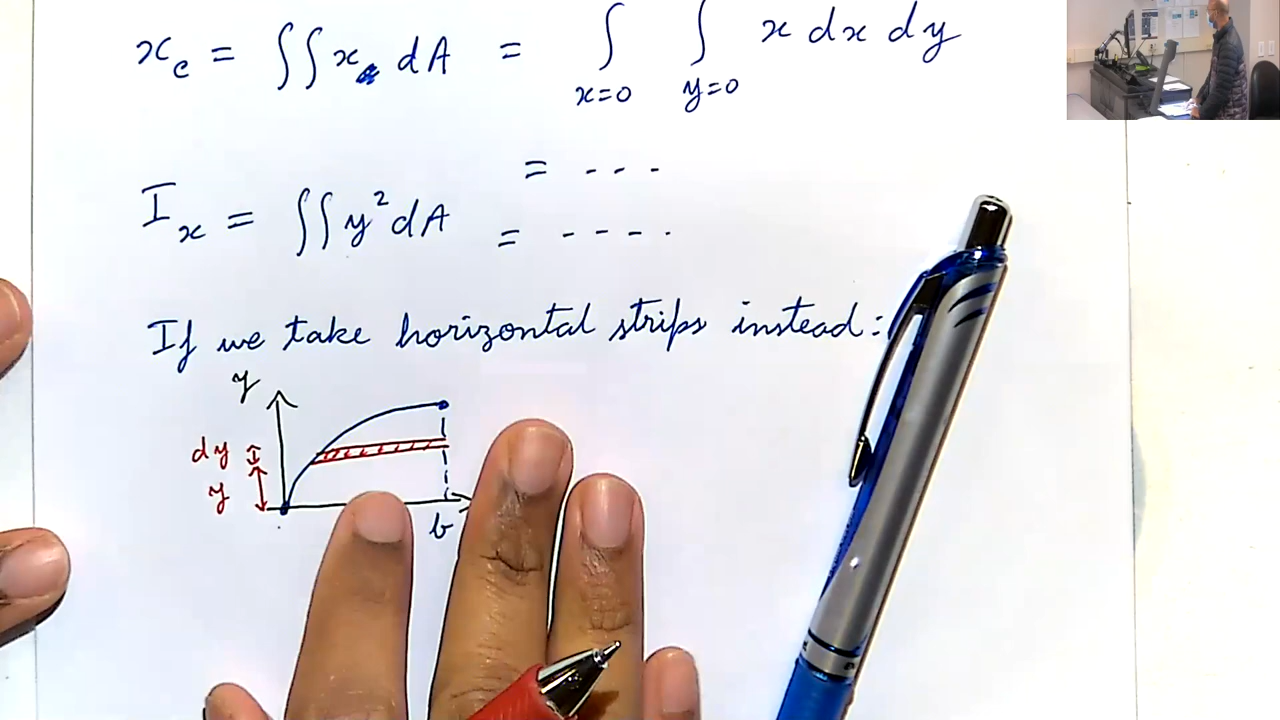 x_c = ∫∫ x dA = ∫_{x=0} ∫_{y=0} x dx dy
= - - -
I_x = ∫∫ y² dA = - - - -
If we take horizontal strips instead:
y
dy
y
b